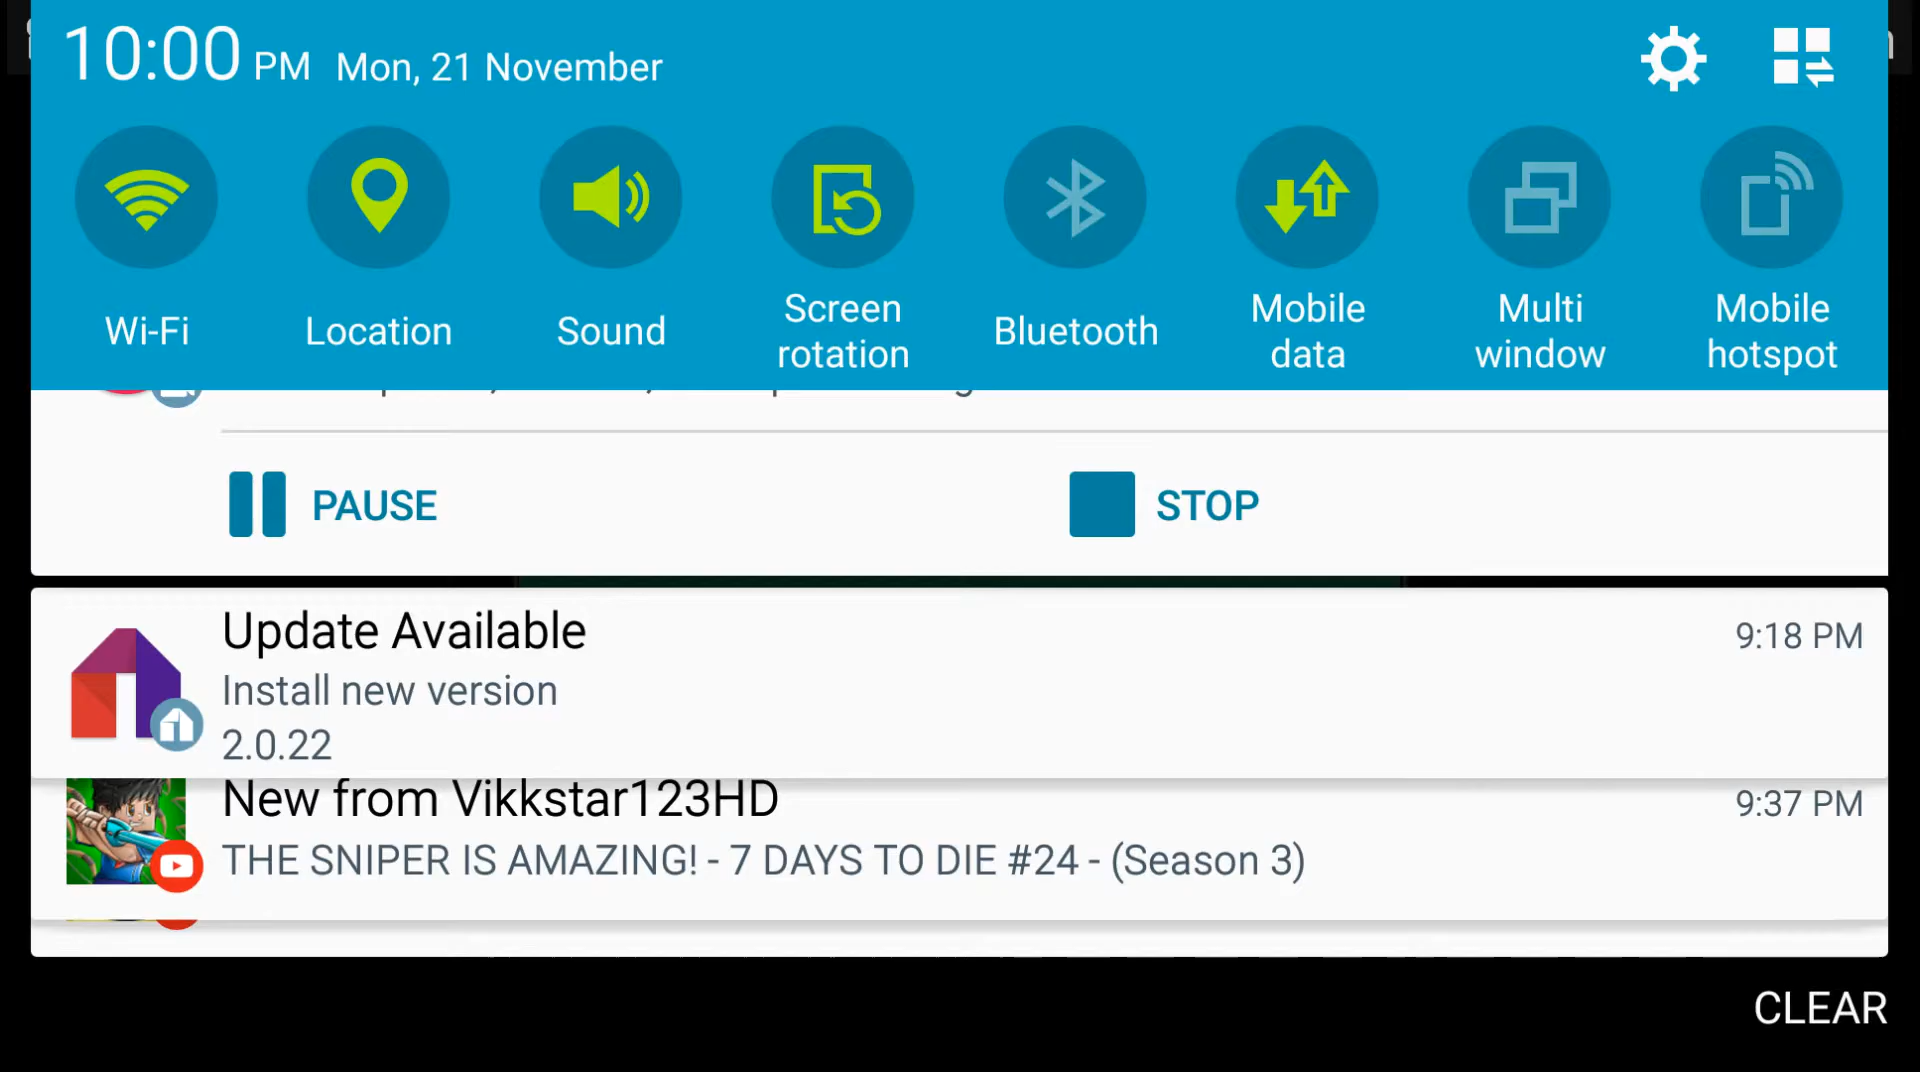 10:00 PM Mon, 21 November
Wi-Fi
Location
Sound
Screen
rotation
Bluetooth
Mobile
data
Multi
window
Mobile
hotspot
PAUSE
STOP
Update Available
9:18 PM
Install new version
2.0.22
New from Vikkstar123HD
9:37 PM
THE SNIPER IS AMAZING! - 7 DAYS TO DIE #24 - (Season 3)
CLEAR